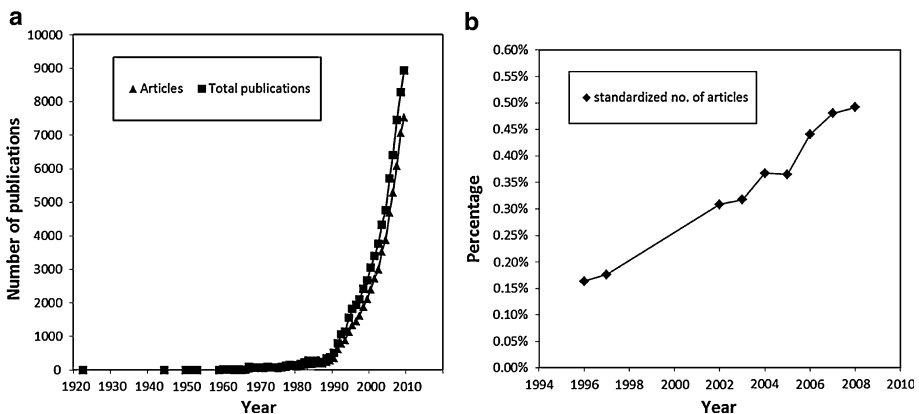 a
Number of publications
10000
9000
8000
7000
6000
5000
4000
3000
2000
1000
0
Articles Total publications
1920 1930 1940 1950 1960 1970 1980 1990 2000 2010
Year
b
Percentage
0.60%
0.55%
0.50%
0.45%
0.40%
0.35%
0.30%
0.25%
0.20%
0.15%
0.10%
0.05%
0.00%
standardized no. of articles
1994 1996 1998 2000 2002 2004 2006 2008 2010
Year